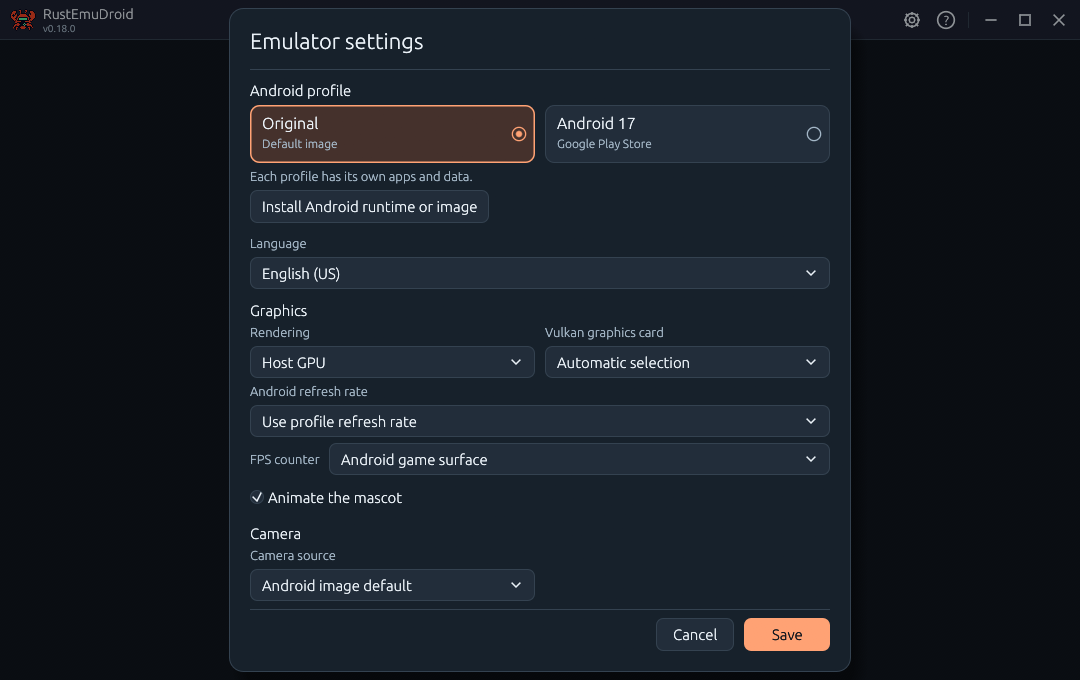 RustEmuDroid
v0.18.0
Emulator settings
Android profile
Original
Default image
Android 17
Google Play Store
Each profile has its own apps and data.
Install Android runtime or image
Language
English (US)
Graphics
Rendering
Vulkan graphics card
Host GPU
Automatic selection
Android refresh rate
Use profile refresh rate
FPS counter
Android game surface
Animate the mascot
Camera
Camera source
Android image default
Cancel
Save